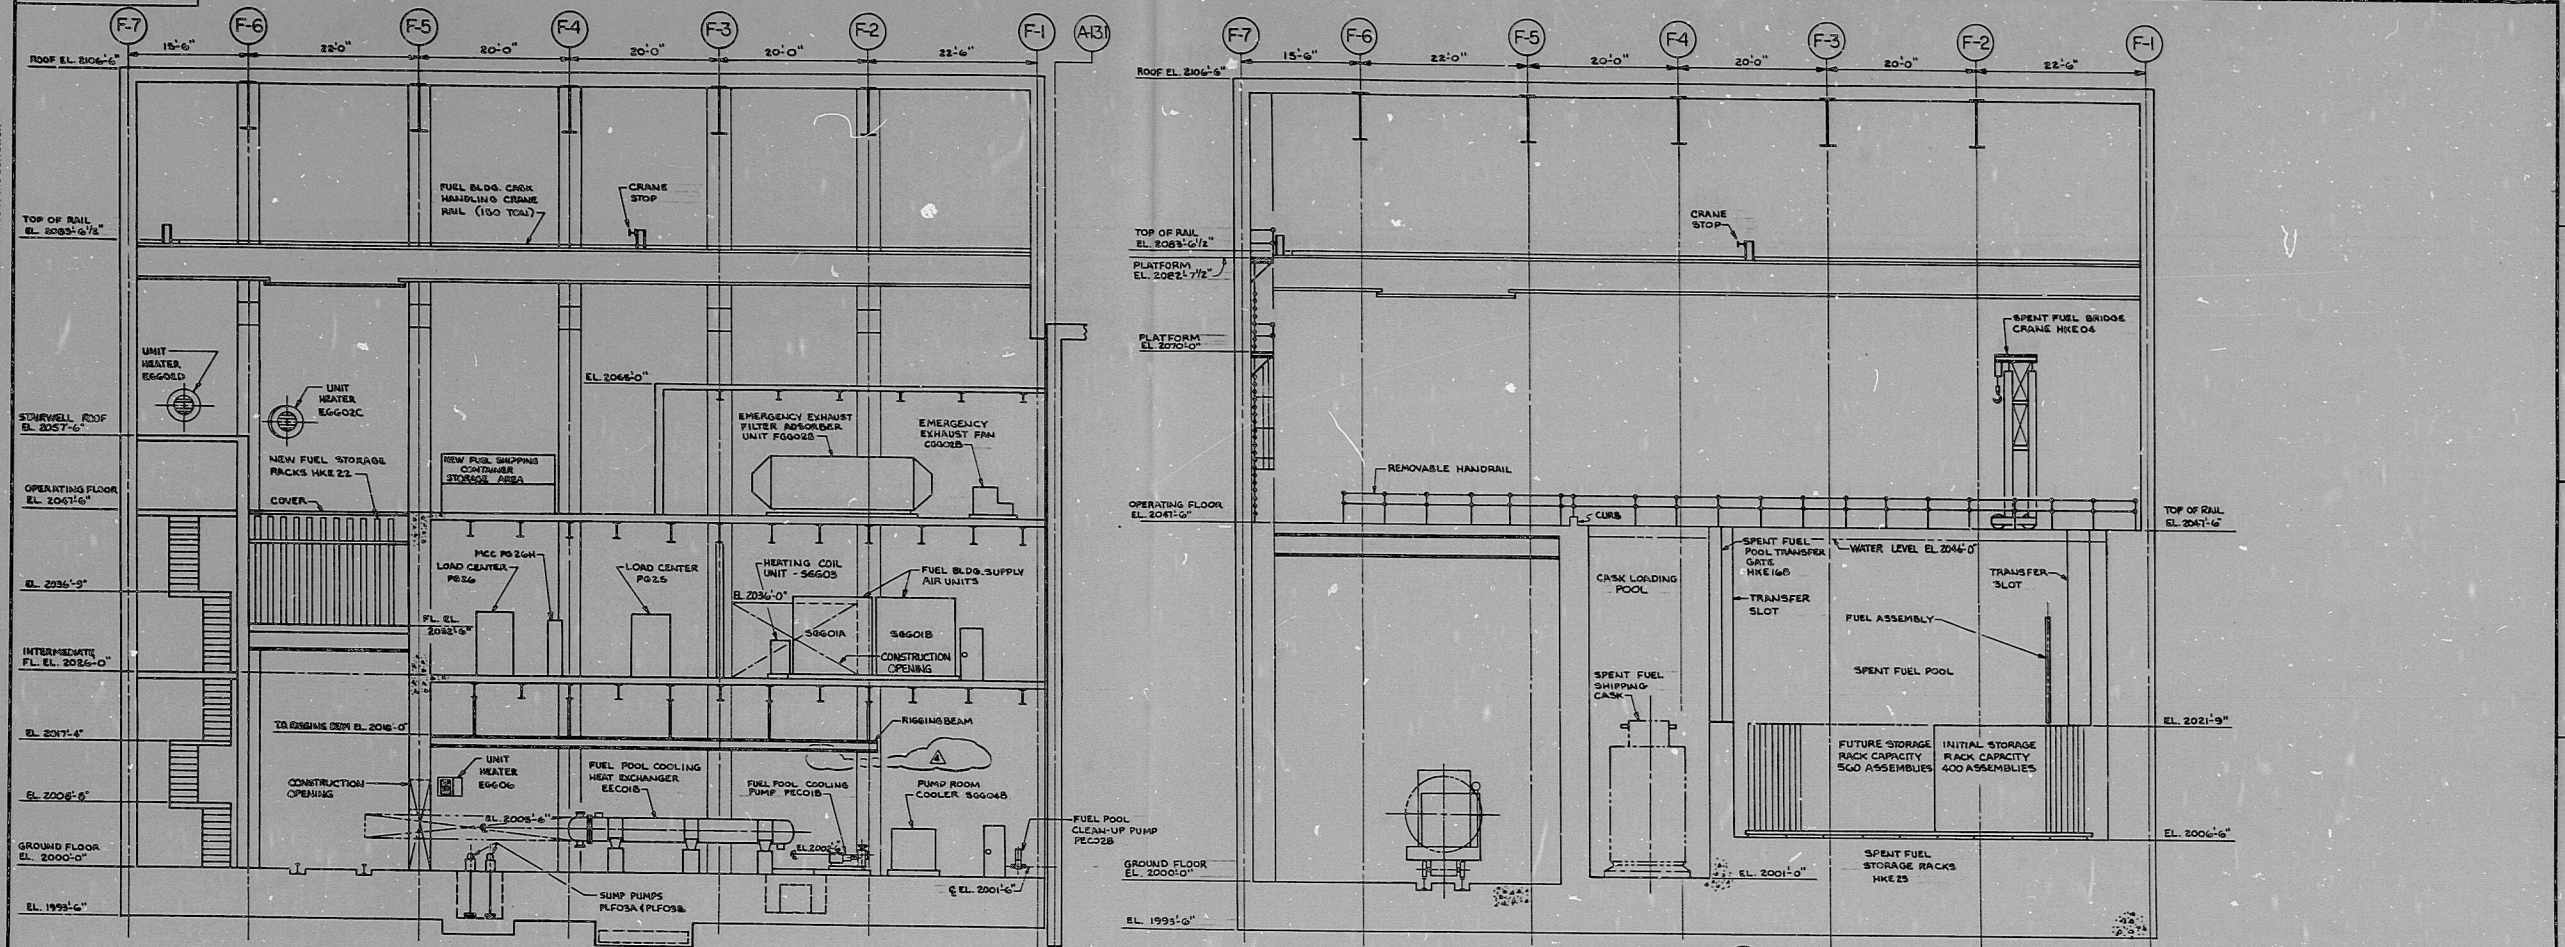 F-7
F-6
F-5
F-4
F-3
F-2
F-1
A-131
15'-6"
22'-0"
20'-0"
20'-0"
20'-0"
22'-6"
ROOF EL. 2106'-6"
FUEL BLDG. CASK
HANDLING CRANE
RAIL (150 TON)
CRANE
STOP
TOP OF RAIL
EL. 2083'-6 1/2"
UNIT
HEATER
EGG02D
UNIT
HEATER
EGG02C
EL. 2065'-0"
STAIRWELL ROOF
EL. 2057'-6"
EMERGENCY EXHAUST
FILTER ADSORBER
UNIT FGG02B
EMERGENCY
EXHAUST FAN
CGG02B
NEW FUEL STORAGE
RACKS HKE22
COVER
NEW FUEL SHIPPING
CONTAINER
STORAGE AREA
OPERATING FLOOR
EL. 2047'-6"
MCC PG26H
LOAD CENTER
PG26
LOAD CENTER
PG25
HEATING COIL
UNIT - SGG03
FUEL BLDG. SUPPLY
AIR UNITS
EL. 2036'-9"
EL. 2036'-0"
SGG01A
SGG01B
CONSTRUCTION
OPENING
FL. EL.
2032'-6"
INTERMEDIATE
FL. EL. 2026'-0"
RIGGING BEAM
EL. 2017'-4"
UNIT
HEATER
EGG06
CONSTRUCTION
OPENING
FUEL POOL COOLING
HEAT EXCHANGER
EEC01B
FUEL POOL COOLING
PUMP PEC01B
4
PUMP ROOM
COOLER SGG04B
FUEL POOL
CLEAN-UP PUMP
PEC02B
GROUND FLOOR
EL. 2000'-0"
℄ EL. 2001'-6"
SUMP PUMPS
PLF03A & PLF03B
EL. 1993'-6"
F-7
F-6
F-5
F-4
F-3
F-2
F-1
15'-6"
22'-0"
20'-0"
20'-0"
20'-0"
22'-6"
ROOF EL. 2106'-6"
CRANE
STOP
TOP OF RAIL
EL. 2083'-6 1/2"
PLATFORM
EL. 2082'-7 1/2"
PLATFORM
EL. 2070'-0"
SPENT FUEL BRIDGE
CRANE HKE04
REMOVABLE HANDRAIL
OPERATING FLOOR
EL. 2047'-6"
CURB
TOP OF RAIL
EL. 2047'-6"
SPENT FUEL
POOL TRANSFER
GATE
HKE16B
WATER LEVEL EL. 2046'-0"
CASK LOADING
POOL
TRANSFER
SLOT
TRANSFER
SLOT
FUEL ASSEMBLY
SPENT FUEL POOL
SPENT FUEL
SHIPPING
CASK
EL. 2021'-9"
FUTURE STORAGE
RACK CAPACITY
560 ASSEMBLIES
INITIAL STORAGE
RACK CAPACITY
400 ASSEMBLIES
EL. 2006'-6"
GROUND FLOOR
EL. 2000'-0"
EL. 2001'-0"
SPENT FUEL
STORAGE RACKS
HKE23
EL. 1993'-6"